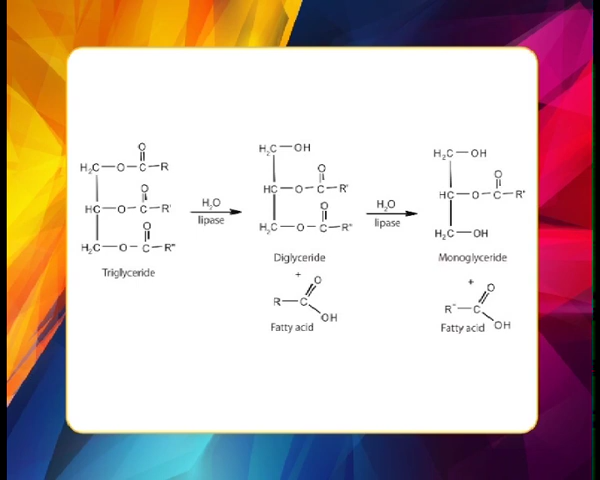 H₂C—O—C—R
O
HC—O—C—R'
O
H₂C—O—C—R"
O
Triglyceride
H₂O
lipase
H₂C—OH
HC—O—C—R'
O
H₂C—O—C—R"
O
Diglyceride
+
R—C
O
OH
Fatty acid
H₂O
lipase
H₂C—OH
HC—O—C—R'
O
H₂C—OH
Monoglyceride
+
R"—C
O
OH
Fatty acid